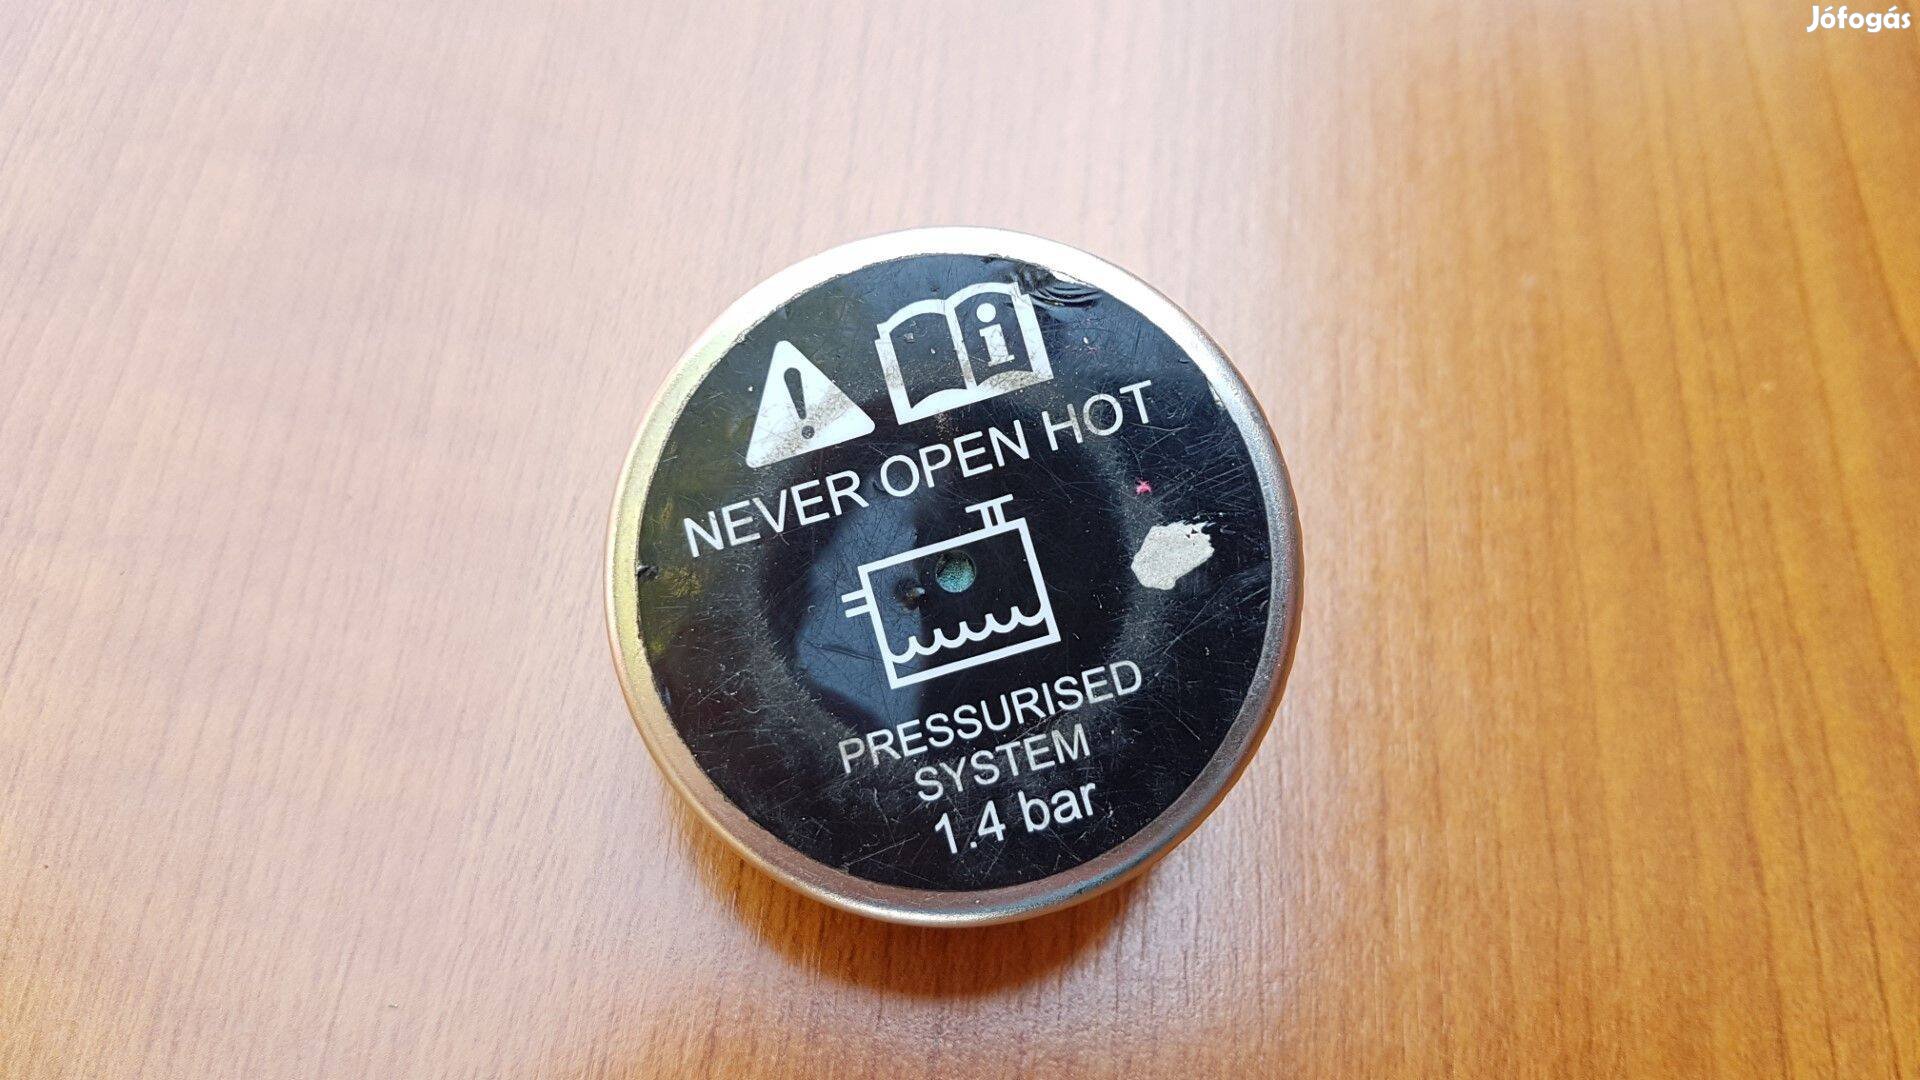 Jófogás
NEVER OPEN HOT
PRESSURISED
SYSTEM
1.4 bar